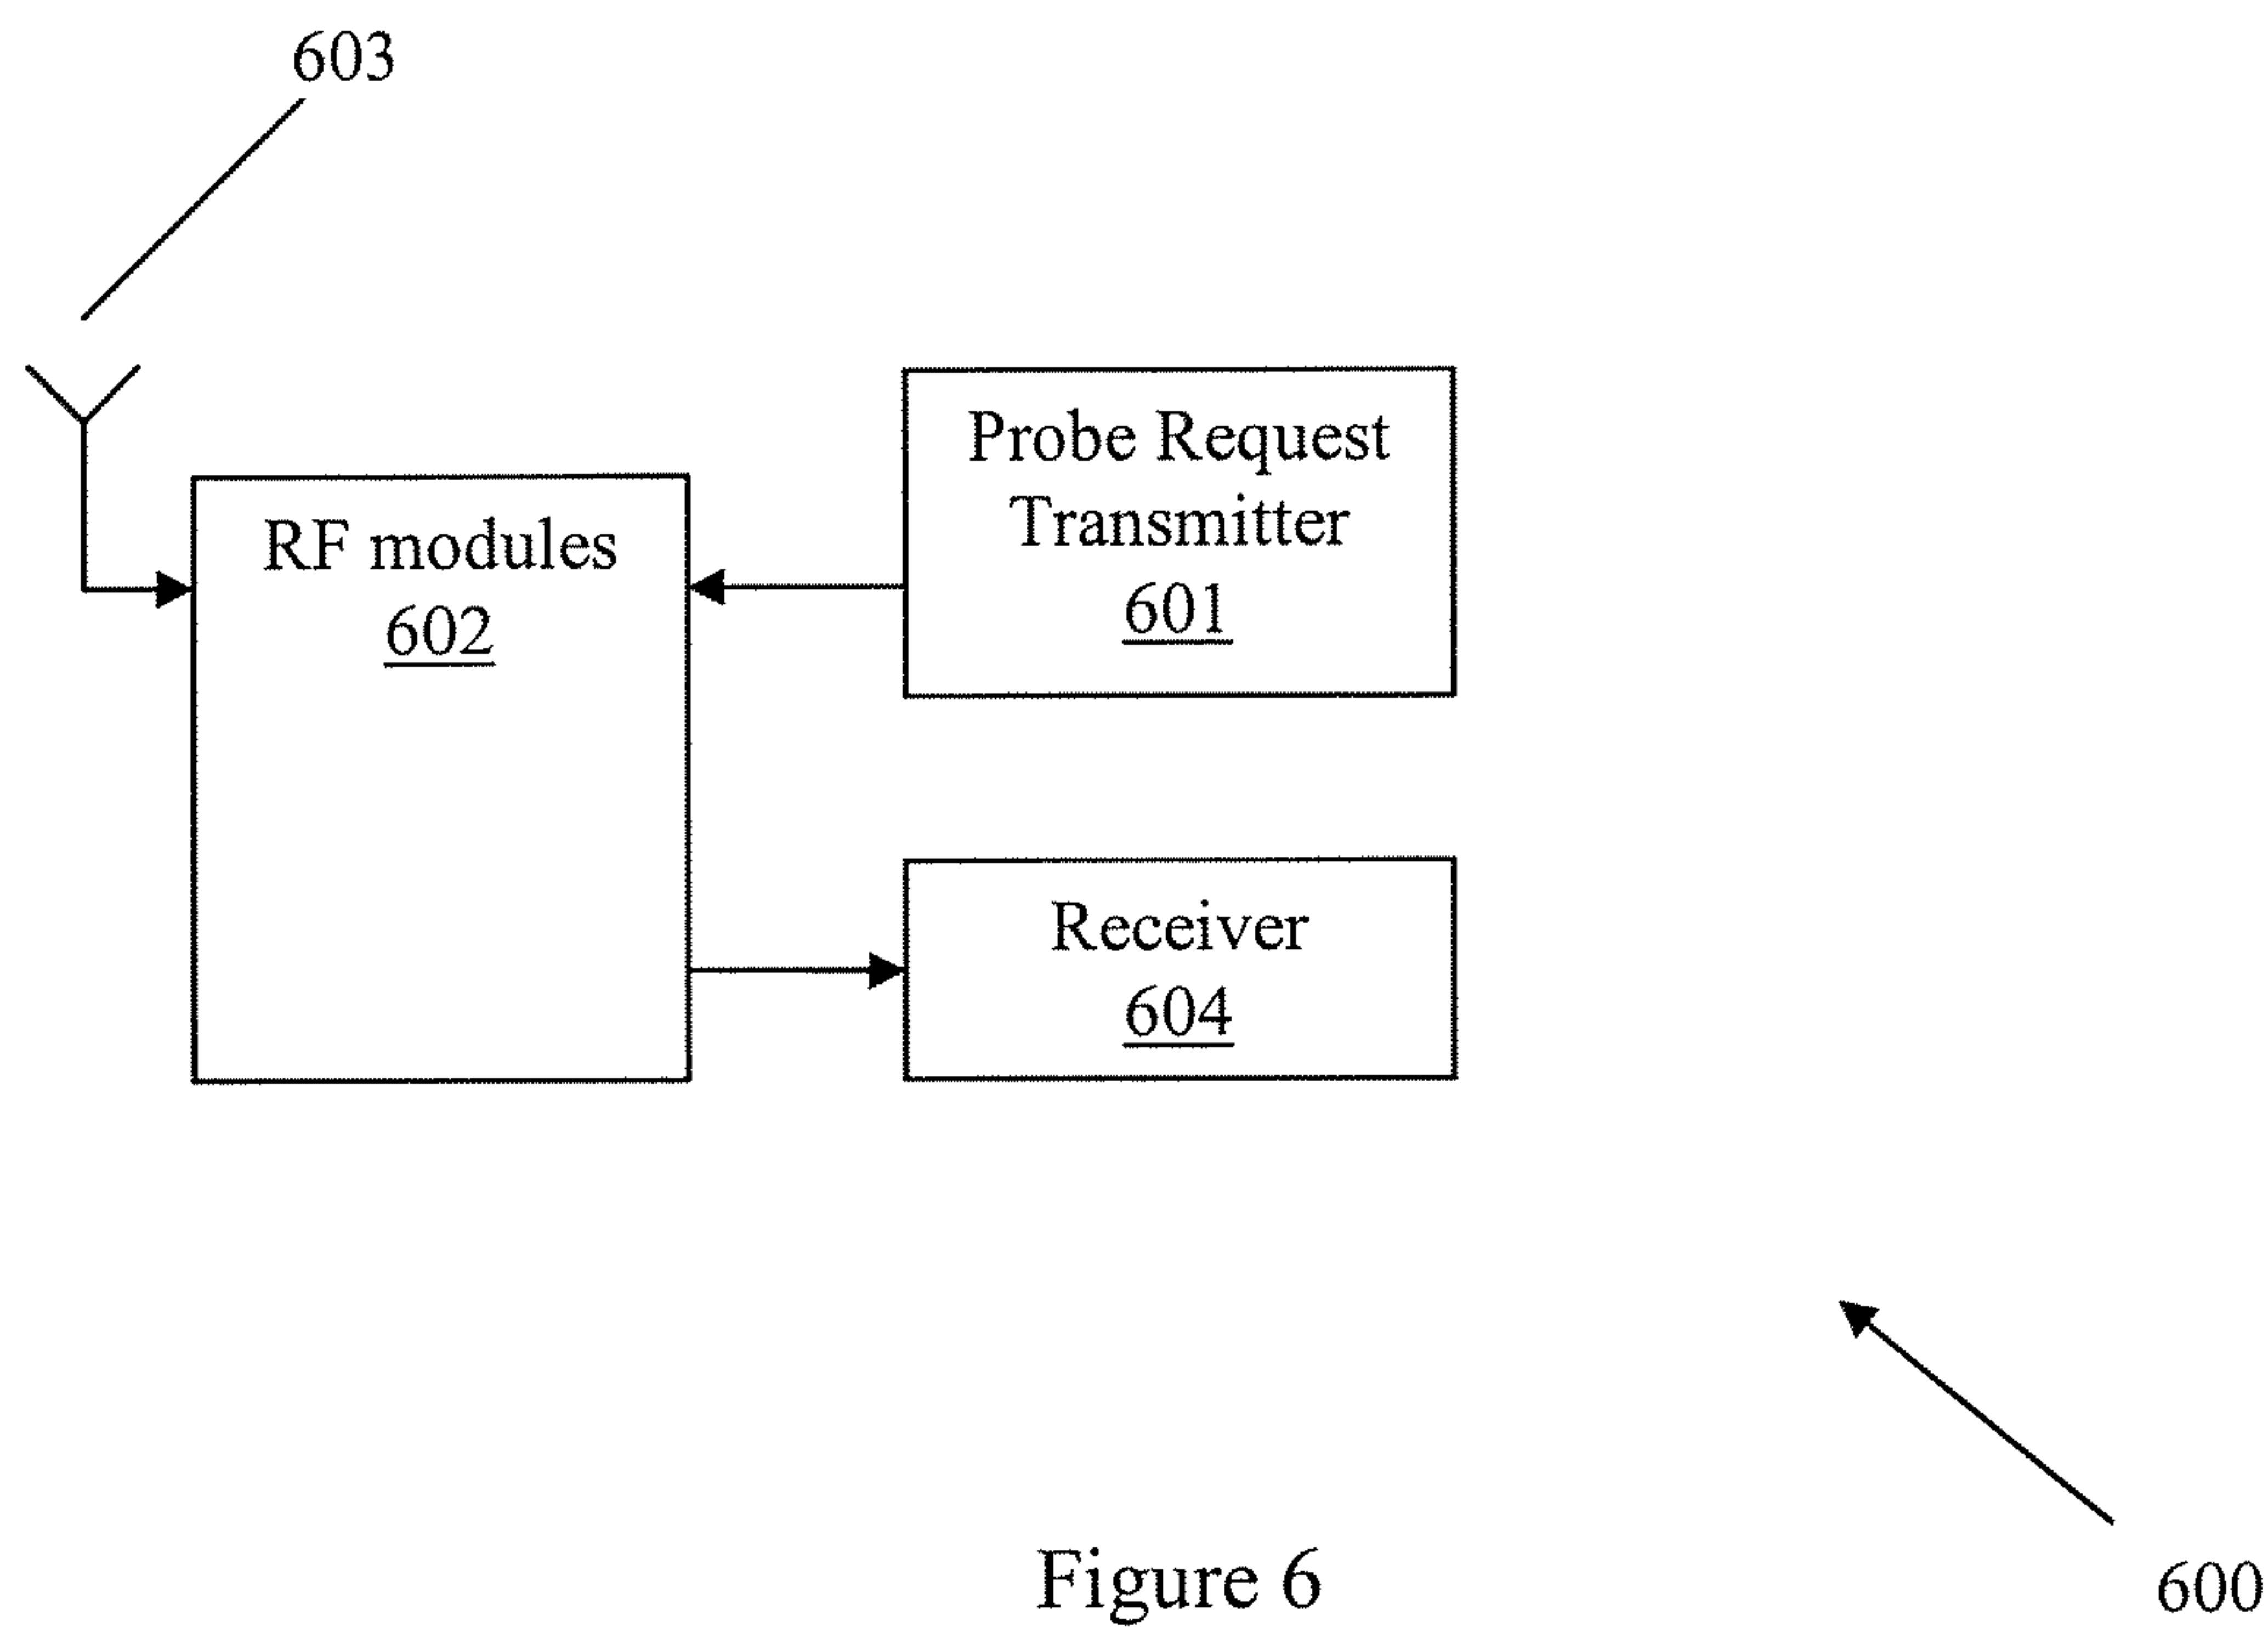 603
Probe Request
Transmitter
601
RF modules
602
Receiver
604
Figure 6
600